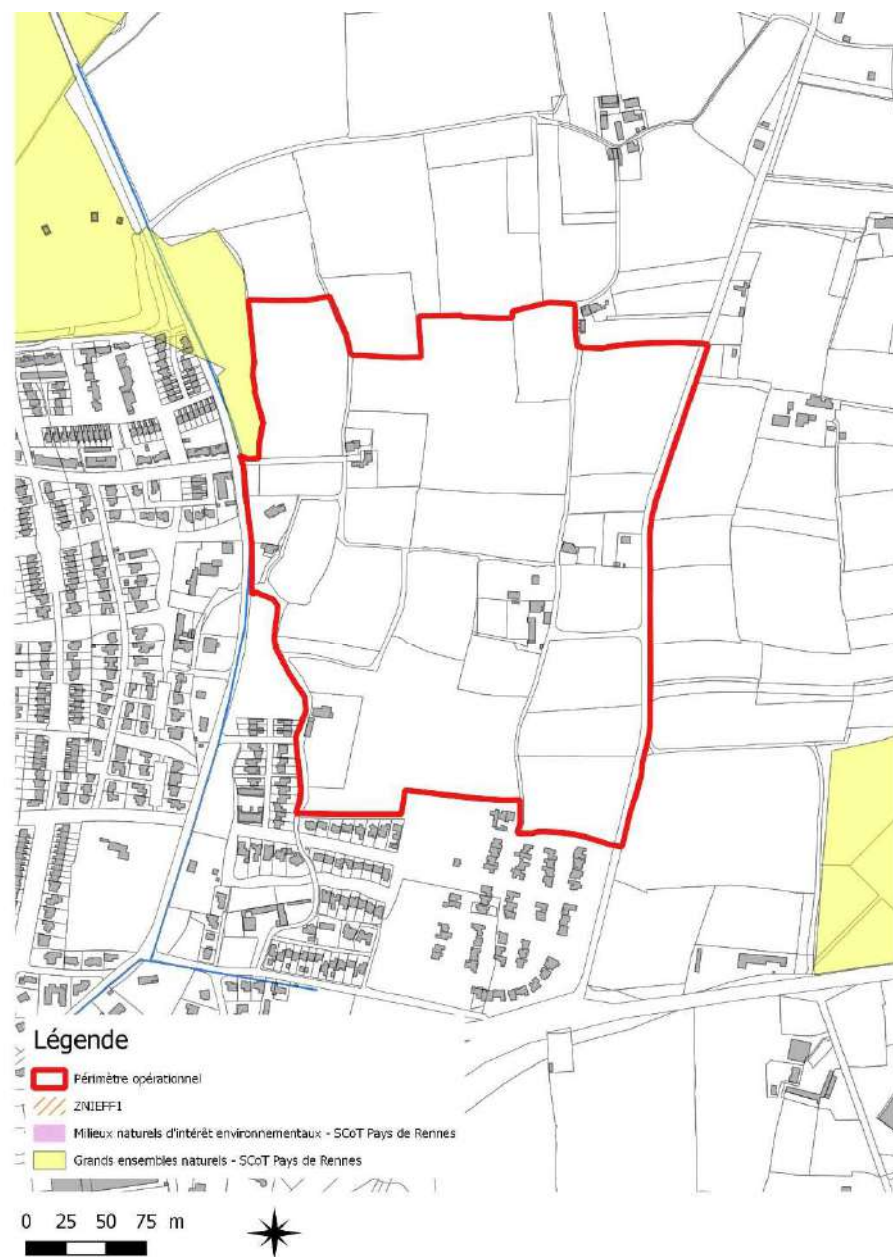 Légende
Périmètre opérationnel
ZNIEFF1
Milieux naturels d'intérêt environnementaux - SCoT Pays de Rennes
Grands ensembles naturels - SCoT Pays de Rennes
0 25 50 75 m